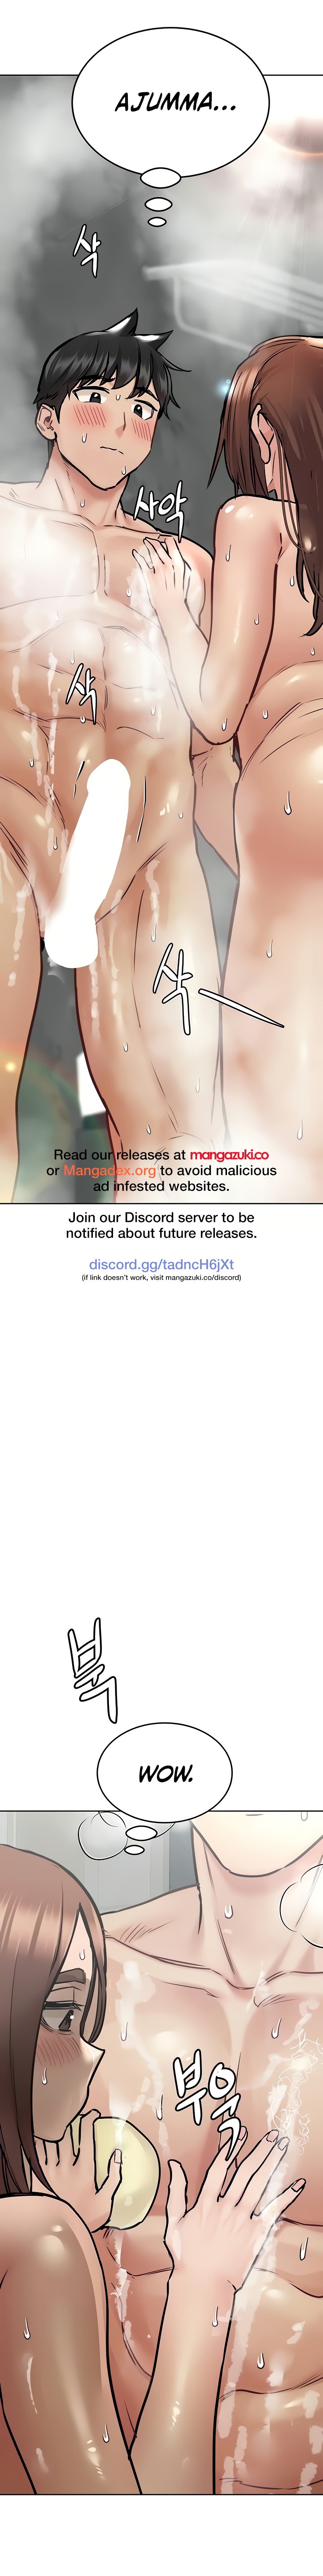 AJUMMA...
삭
사악
삭
삭
Read our releases at mangazuki.co
or Mangadex.org to avoid malicious
ad infested websites.
Join our Discord server to be
notified about future releases.
discord.gg/tadncH6jXt
(if link doesn't work, visit mangazuki.co/discord)
벅
WOW.
부욱